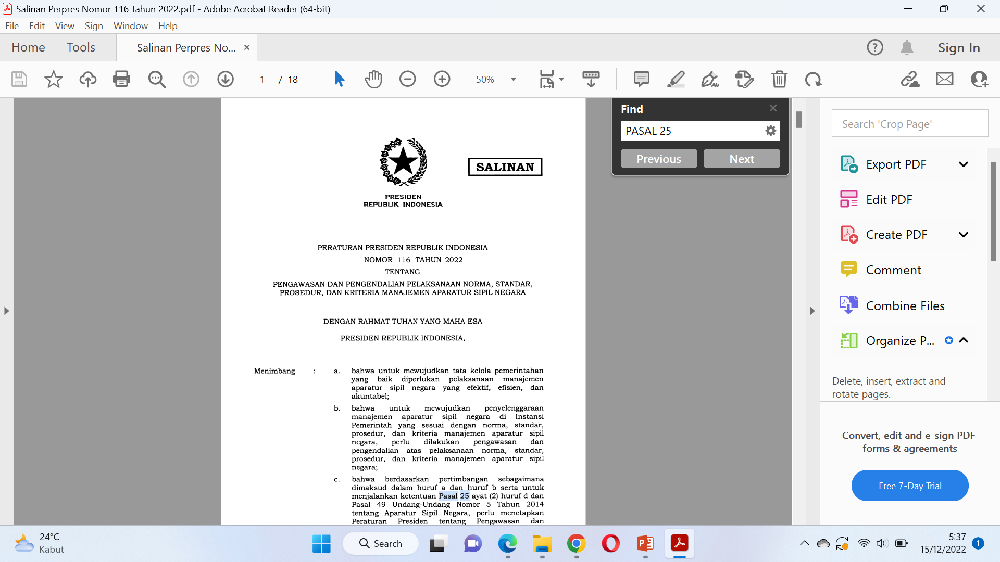 Salinan Perpres Nomor 116 Tahun 2022.pdf - Adobe Acrobat Reader (64-bit)
File Edit View Sign Window Help
Home Tools Salinan Perpres No... Sign In
1 / 18 50%
Find
PASAL 25
Previous Next
SALINAN
PRESIDEN
REPUBLIK INDONESIA
PERATURAN PRESIDEN REPUBLIK INDONESIA
NOMOR 116 TAHUN 2022
TENTANG
PENGAWASAN DAN PENGENDALIAN PELAKSANAAN NORMA, STANDAR,
PROSEDUR, DAN KRITERIA MANAJEMEN APARATUR SIPIL NEGARA
DENGAN RAHMAT TUHAN YANG MAHA ESA
PRESIDEN REPUBLIK INDONESIA,
Menimbang : a. bahwa untuk mewujudkan tata kelola pemerintahan
yang baik diperlukan pelaksanaan manajemen
aparatur sipil negara yang efektif, efisien, dan
akuntabel;
b. bahwa untuk mewujudkan penyelenggaraan
manajemen aparatur sipil negara di Instansi
Pemerintah yang sesuai dengan norma, standar,
prosedur, dan kriteria manajemen aparatur sipil
negara, perlu dilakukan pengawasan dan
pengendalian atas pelaksanaan norma, standar,
prosedur, dan kriteria manajemen aparatur sipil
negara;
c. bahwa berdasarkan pertimbangan sebagaimana
dimaksud dalam huruf a dan huruf b serta untuk
menjalankan ketentuan Pasal 25 ayat (2) huruf d dan
Pasal 49 Undang-Undang Nomor 5 Tahun 2014
tentang Aparatur Sipil Negara, perlu menetapkan
Peraturan Presiden tentang Pengawasan dan
Search 'Crop Page'
Export PDF
Edit PDF
Create PDF
Comment
Combine Files
Organize P...
Delete, insert, extract and
rotate pages.
Convert, edit and e-sign PDF
forms & agreements
Free 7-Day Trial
24°C
Kabut
Search
5:37
15/12/2022
1